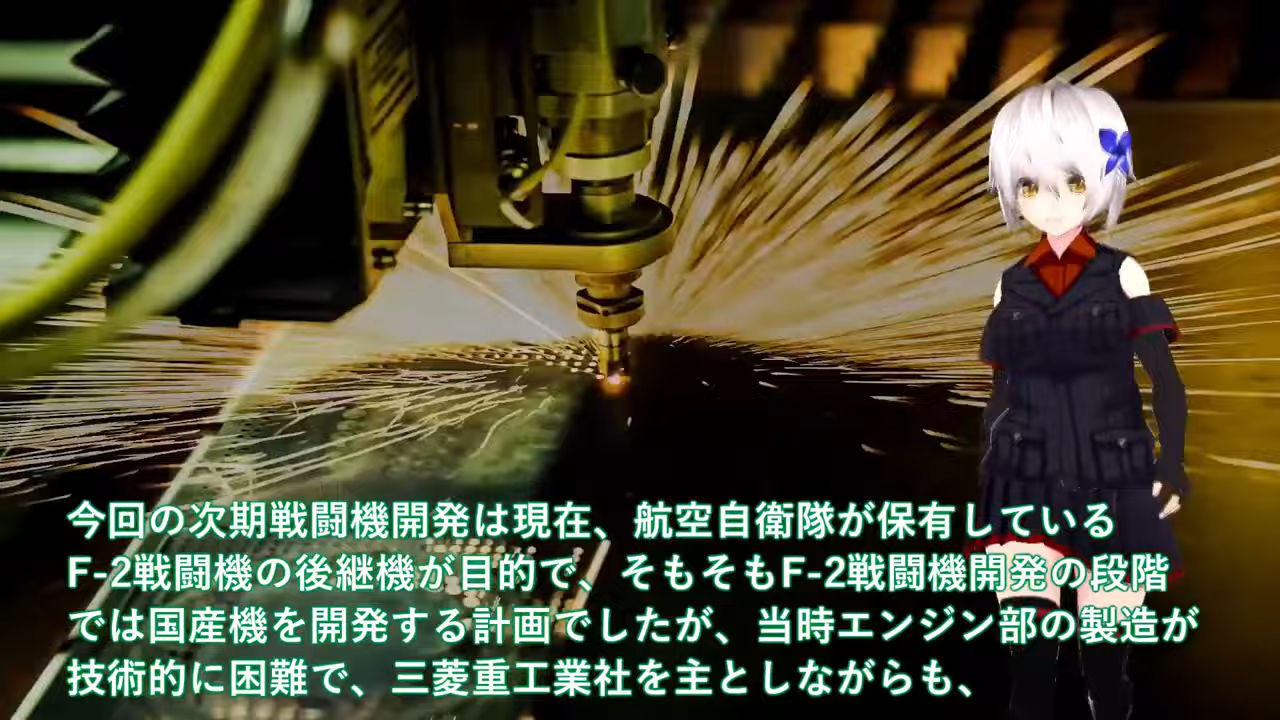 今回の次期戦闘機開発は現在、航空自衛隊が保有している
F-2戦闘機の後継機が目的で、そもそもF-2戦闘機開発の段階
では国産機を開発する計画でしたが、当時エンジン部の製造が
技術的に困難で、三菱重工業社を主としながらも、